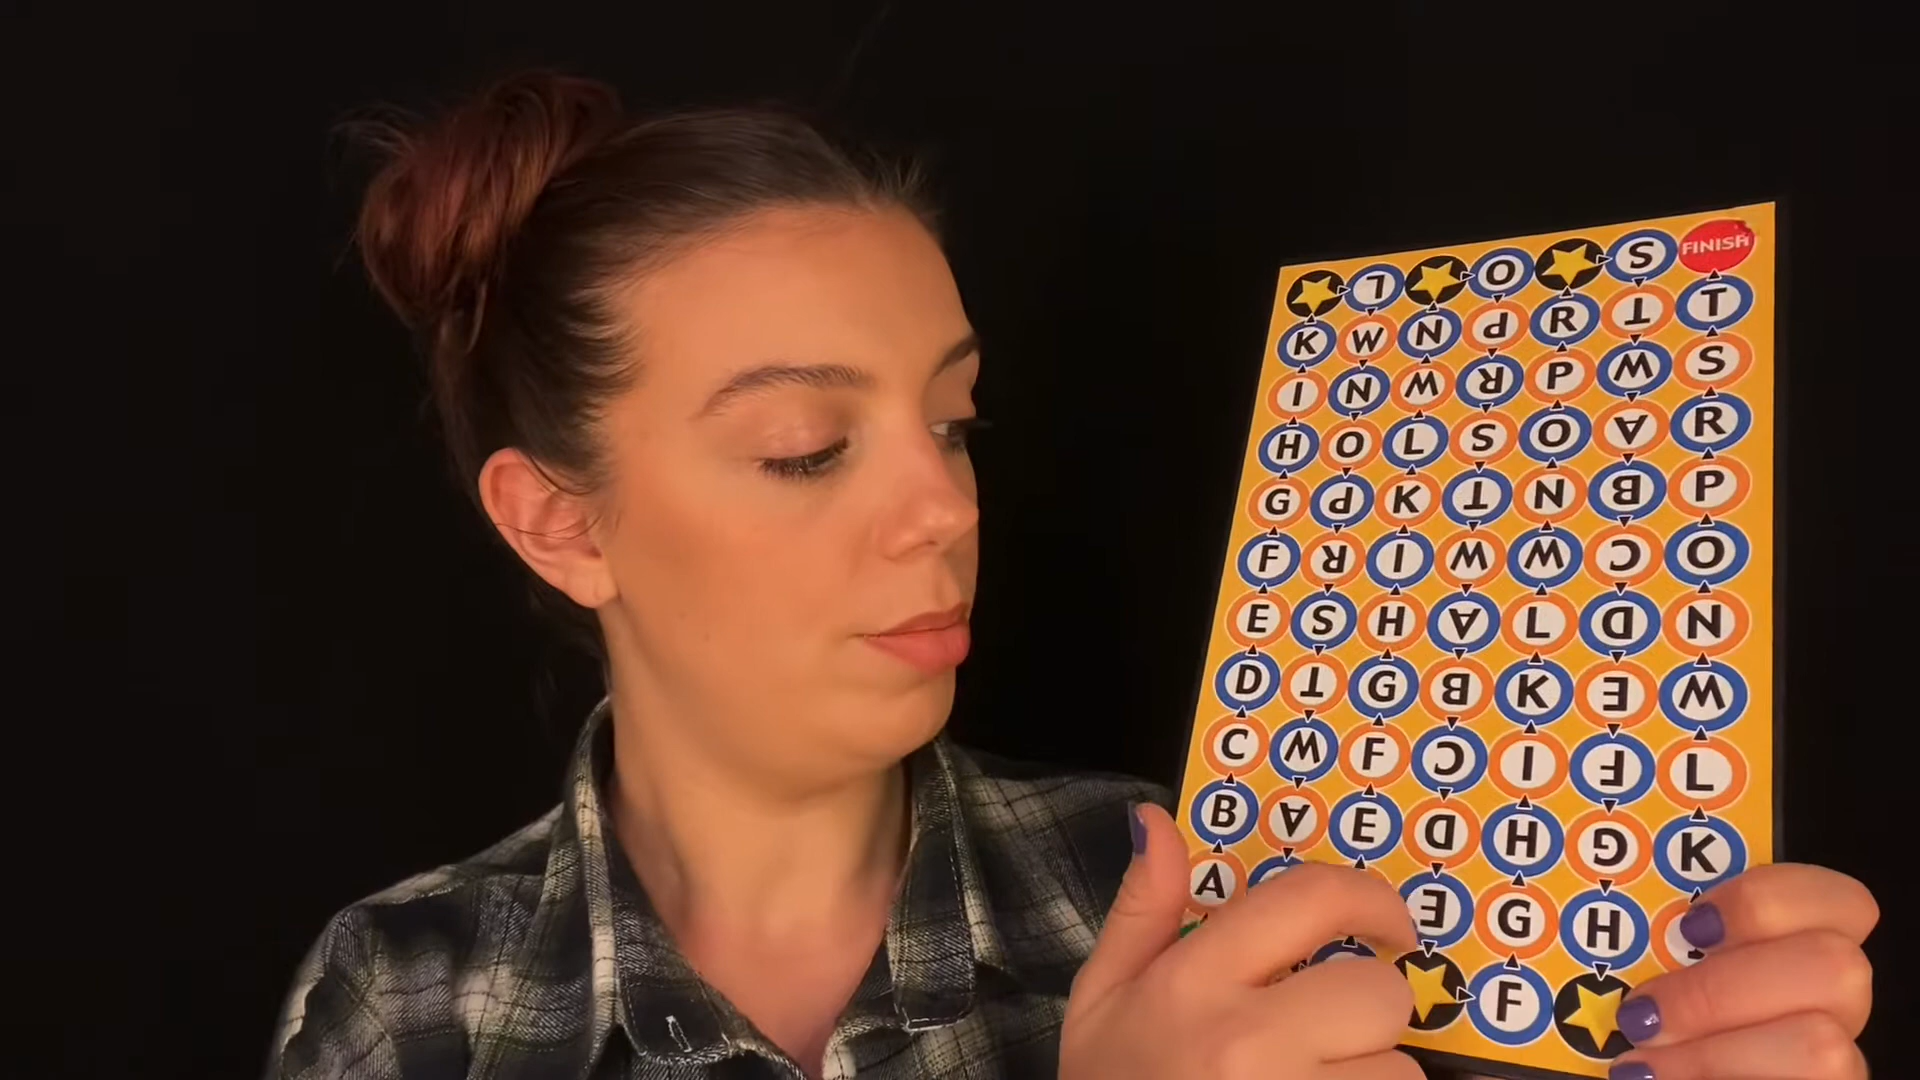 L O S FINISH
K W N P R T T
I N W R P W S
H O L S O A R
G P K T N B P
F R I W W C O
E S H A L D N
D T G B K E W
C W F C I F L
B A E D H G K
A E G H
F